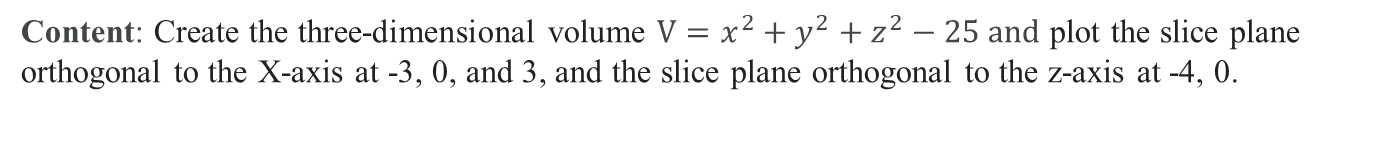 Content: Create the three-dimensional volume V = x² + y² + z² − 25 and plot the slice plane
orthogonal to the X-axis at -3, 0, and 3, and the slice plane orthogonal to the z-axis at -4, 0.